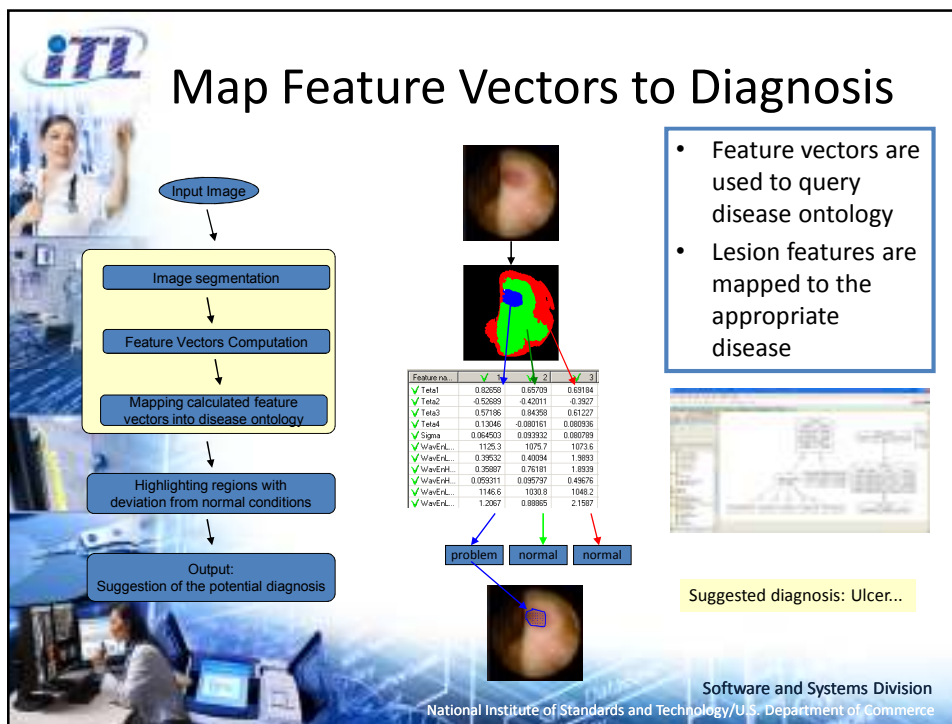 iTL
Map Feature Vectors to Diagnosis
Input Image
Image segmentation
Feature Vectors Computation
Mapping calculated feature
vectors into disease ontology
Highlighting regions with
deviation from normal conditions
Output:
Suggestion of the potential diagnosis
Feature na... 1 2 3
Teta1 0.82658 0.65709 0.69184
Teta2 -0.52689 -0.42011 -0.3927
Teta3 0.57186 0.84358 0.61227
Teta4 0.13046 -0.080161 0.080936
Sigma 0.064503 0.093932 0.080789
WavEnL... 1125.3 1075.7 1073.6
WavEnL... 0.39532 0.40094 1.9893
WavEnH... 0.35887 0.76181 1.8939
WavEnH... 0.059311 0.095797 0.49676
WavEnL... 1146.6 1030.8 1048.2
WavEnL... 1.2067 0.88865 2.1587
problem normal normal
• Feature vectors are
used to query
disease ontology
• Lesion features are
mapped to the
appropriate
disease
Suggested diagnosis: Ulcer...
Software and Systems Division
National Institute of Standards and Technology/U.S. Department of Commerce